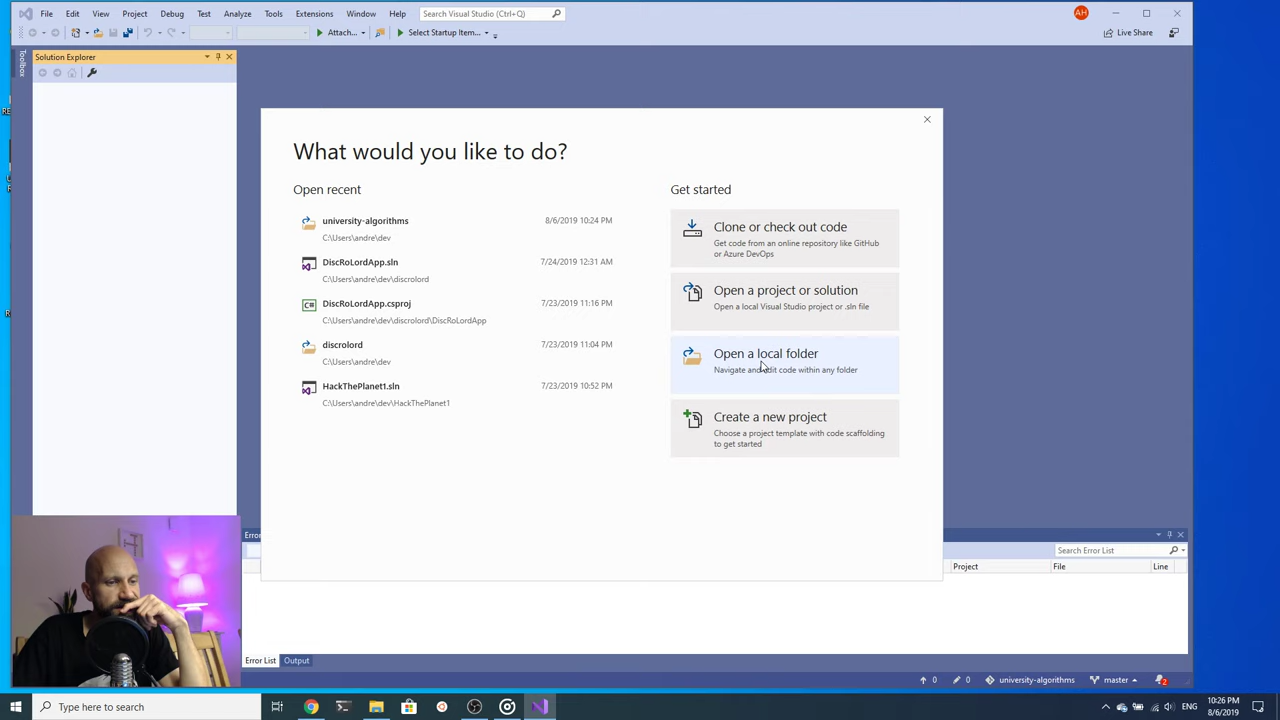 File Edit View Project Debug Test Analyze Tools Extensions Window Help Search Visual Studio (Ctrl+Q) AH
Attach... Select Startup Item... Live Share
Toolbox
Solution Explorer
What would you like to do?
Open recent
university-algorithms 8/6/2019 10:24 PM
C:\Users\andre\dev
DiscRoLordApp.sln 7/24/2019 12:31 AM
C:\Users\andre\dev\discrolord
DiscRoLordApp.csproj 7/23/2019 11:16 PM
C:\Users\andre\dev\discrolord\DiscRoLordApp
discrolord 7/23/2019 11:04 PM
C:\Users\andre\dev
HackThePlanet1.sln 7/23/2019 10:52 PM
C:\Users\andre\dev\HackThePlanet1
Get started
Clone or check out code
Get code from an online repository like GitHub
or Azure DevOps
Open a project or solution
Open a local Visual Studio project or .sln file
Open a local folder
Navigate and edit code within any folder
Create a new project
Choose a project template with code scaffolding
to get started
Error
Search Error List
Project File Line
Error List Output
0 0 university-algorithms master 2
Type here to search
10:26 PM
8/6/2019